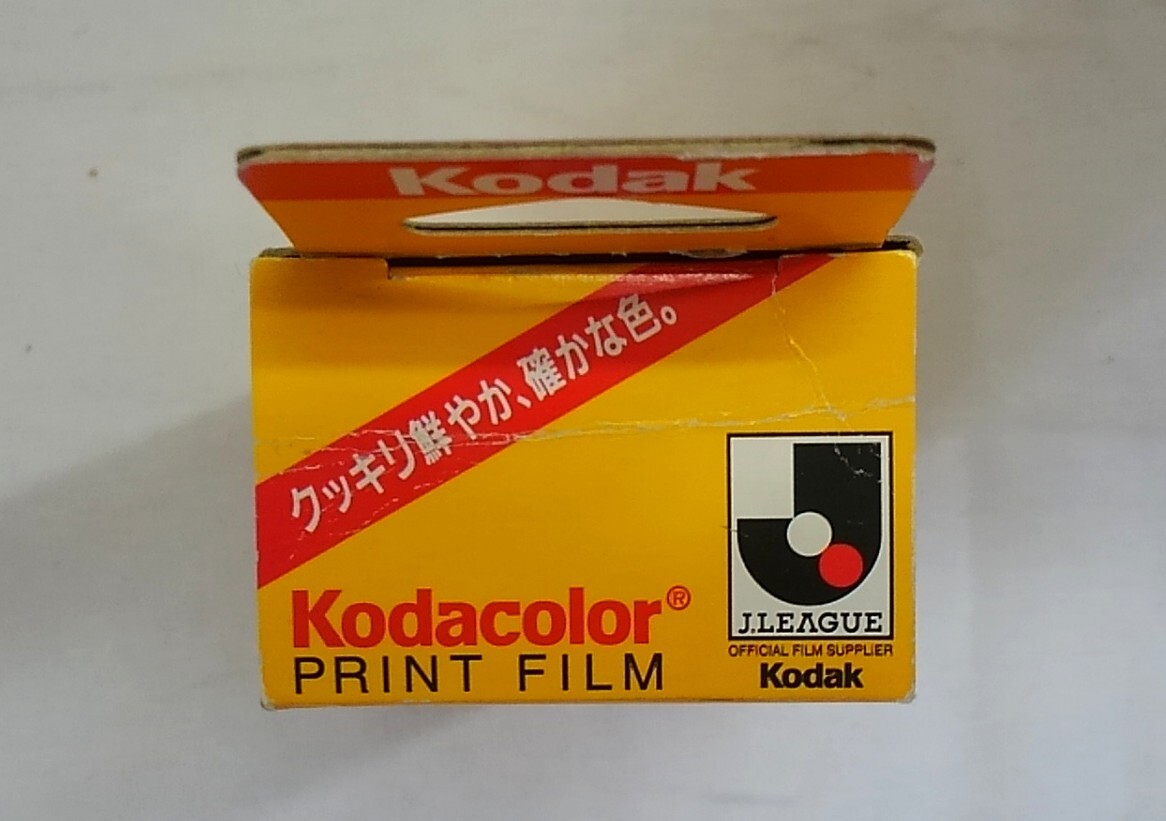 Kodak
クッキリ鮮やか、確かな色。
Kodacolor®
PRINT FILM
J.LEAGUE
OFFICIAL FILM SUPPLIER
Kodak